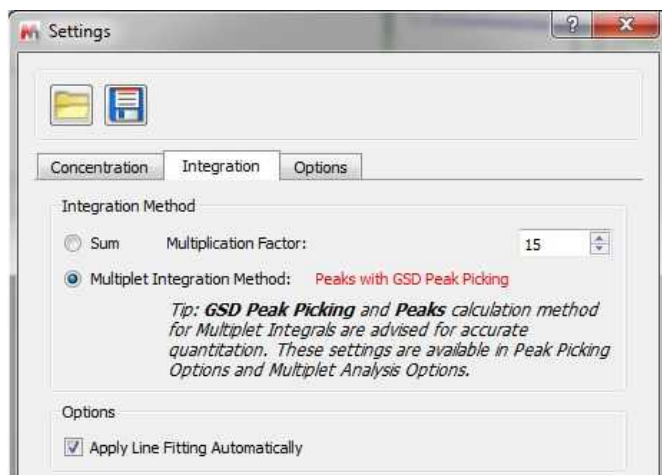 Settings
Concentration Integration Options
Integration Method
Sum Multiplication Factor: 15
Multiplet Integration Method: Peaks with GSD Peak Picking
Tip: GSD Peak Picking and Peaks calculation method
for Multiplet Integrals are advised for accurate
quantitation. These settings are available in Peak Picking
Options and Multiplet Analysis Options.
Options
Apply Line Fitting Automatically